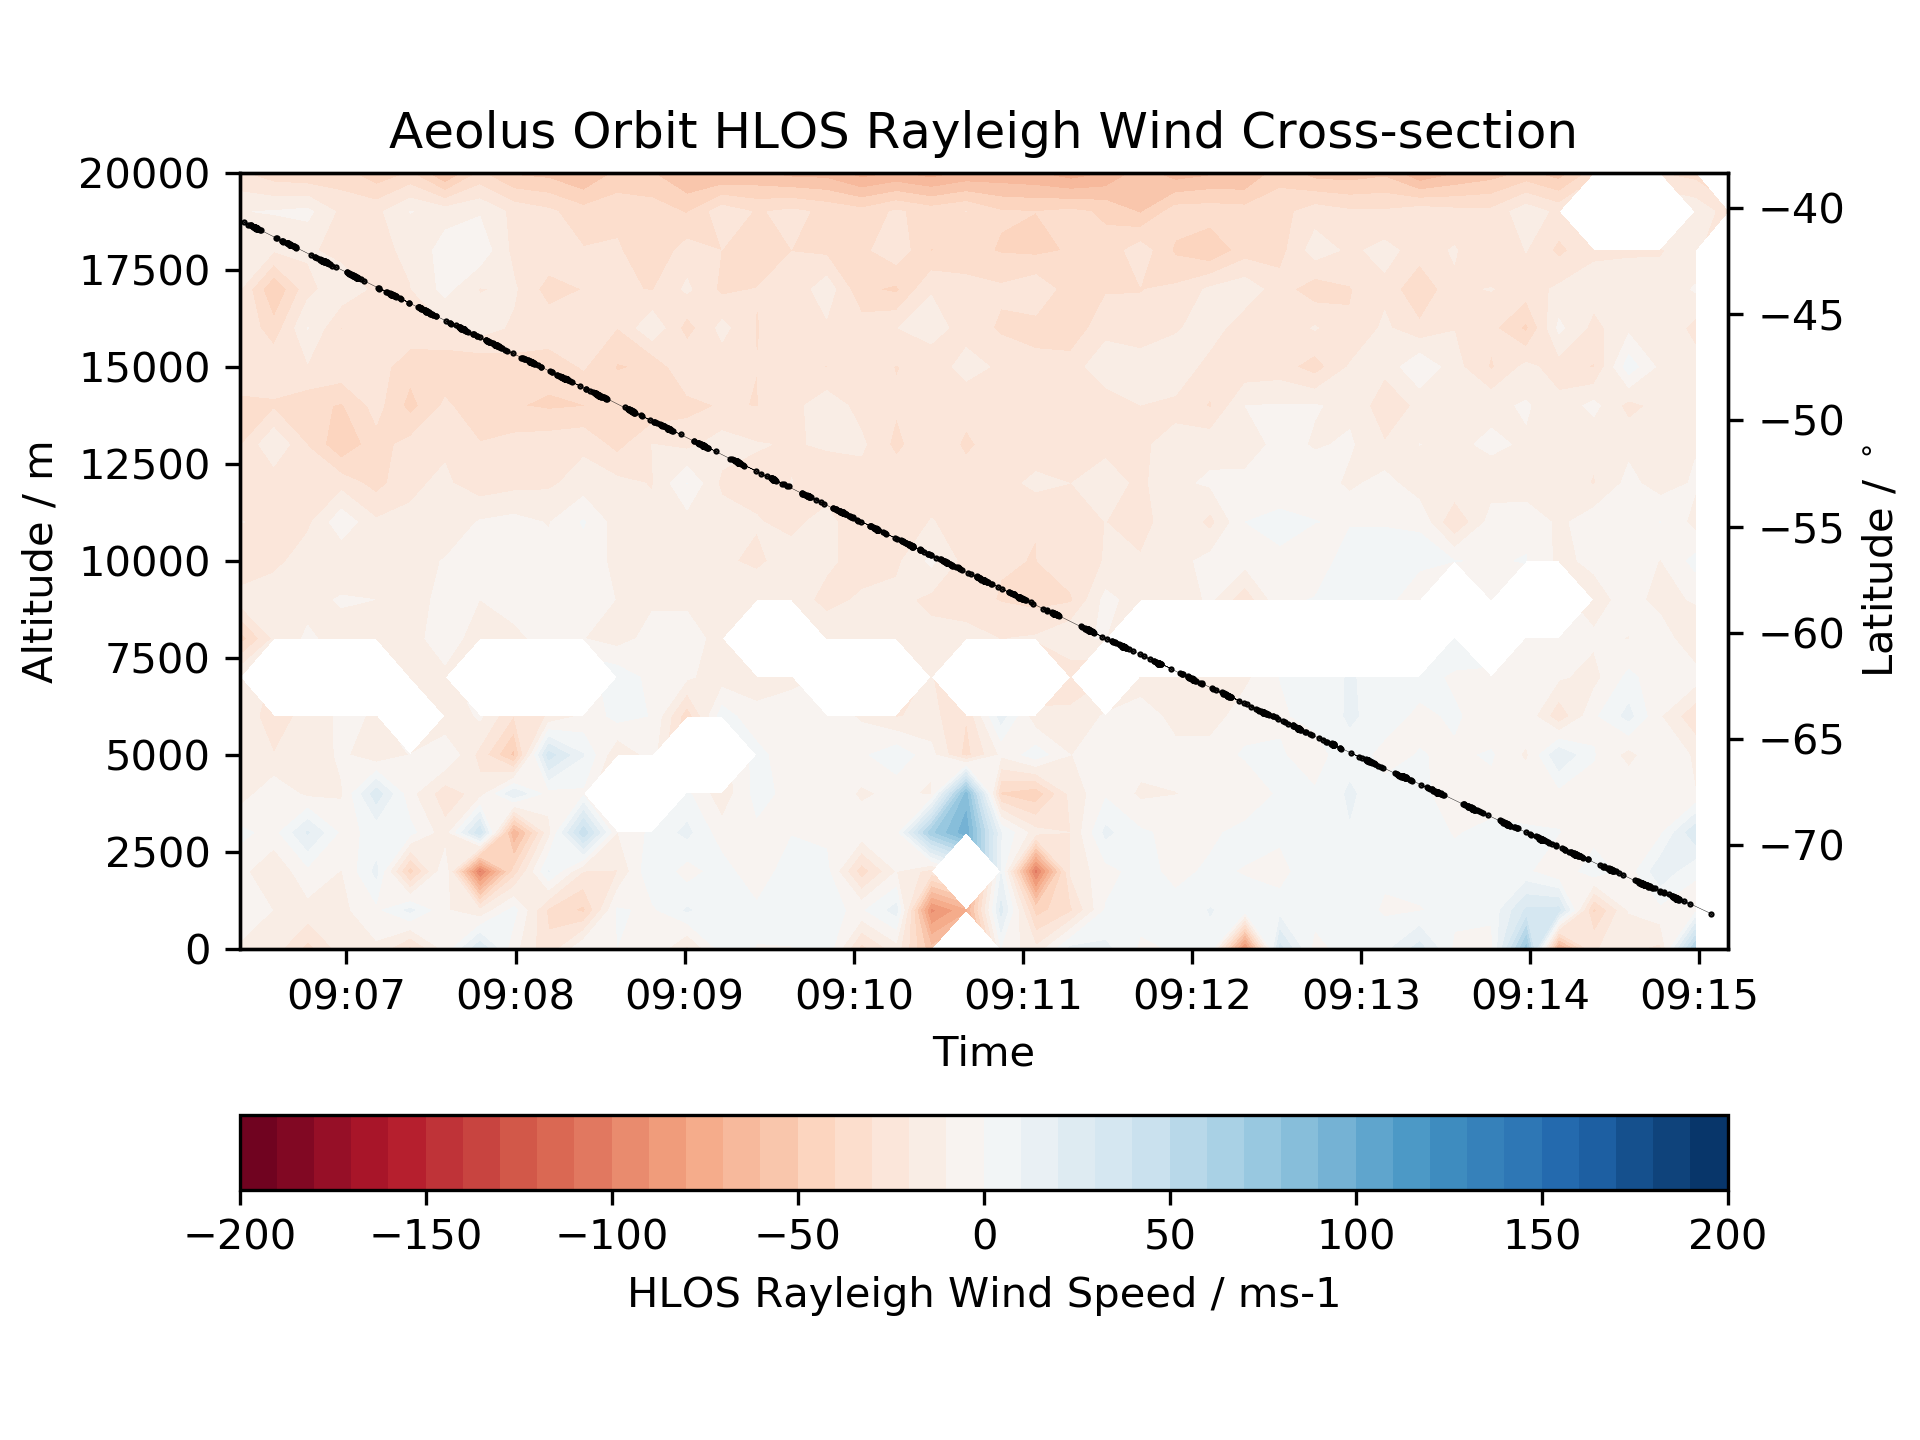 Aeolus Orbit HLOS Rayleigh Wind Cross-section
20000
17500
15000
12500
10000
7500
5000
2500
0
Altitude / m
−40
−45
−50
−55
−60
−65
−70
Latitude / °
09:07 09:08 09:09 09:10 09:11 09:12 09:13 09:14 09:15
Time
−200 −150 −100 −50 0 50 100 150 200
HLOS Rayleigh Wind Speed / ms-1